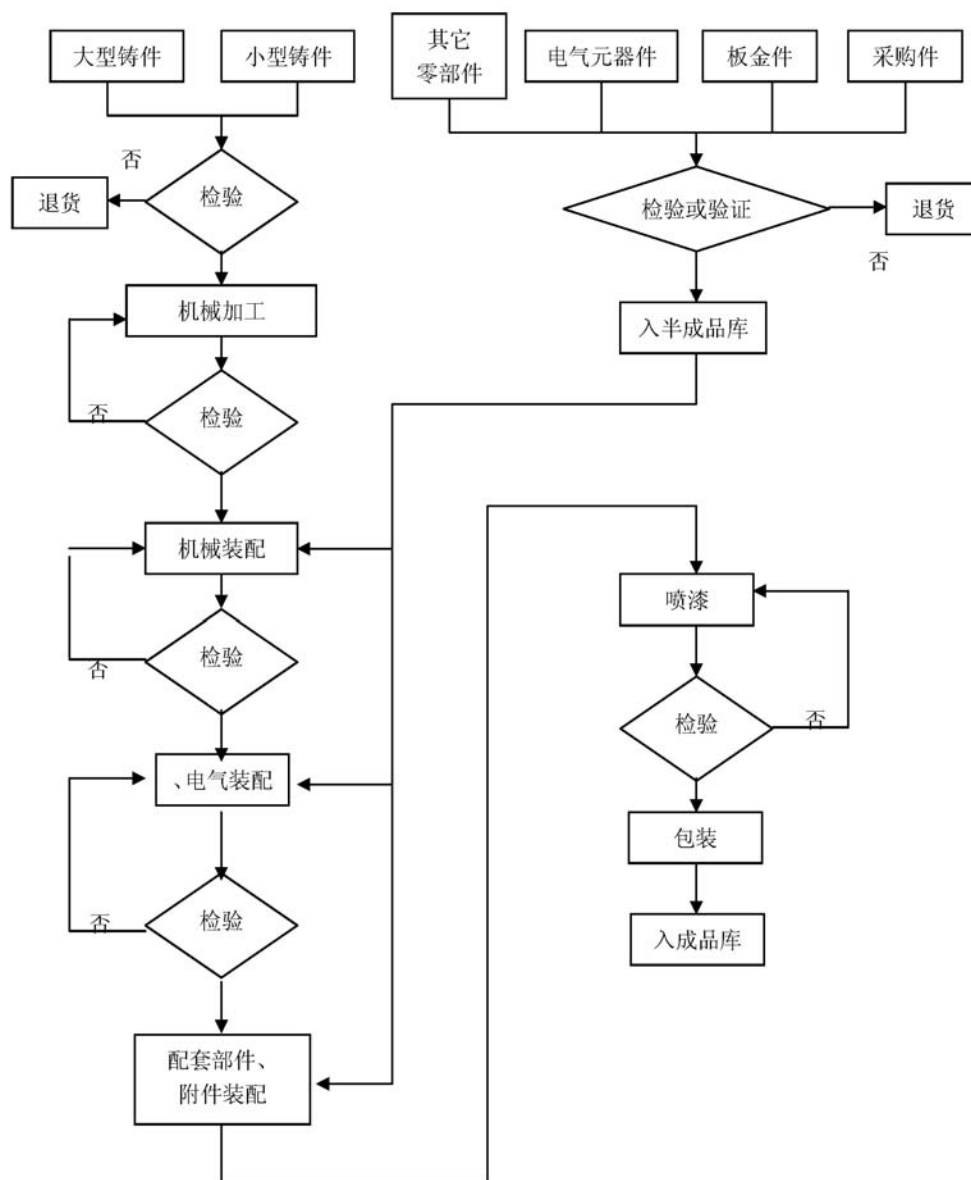 大型铸件
小型铸件
其它
零部件
电气元器件
板金件
采购件
否
检验
退货
检验或验证
退货
否
机械加工
入半成品库
否
检验
机械装配
喷漆
否
检验
检验
否
、电气装配
包装
否
检验
入成品库
配套部件、
附件装配